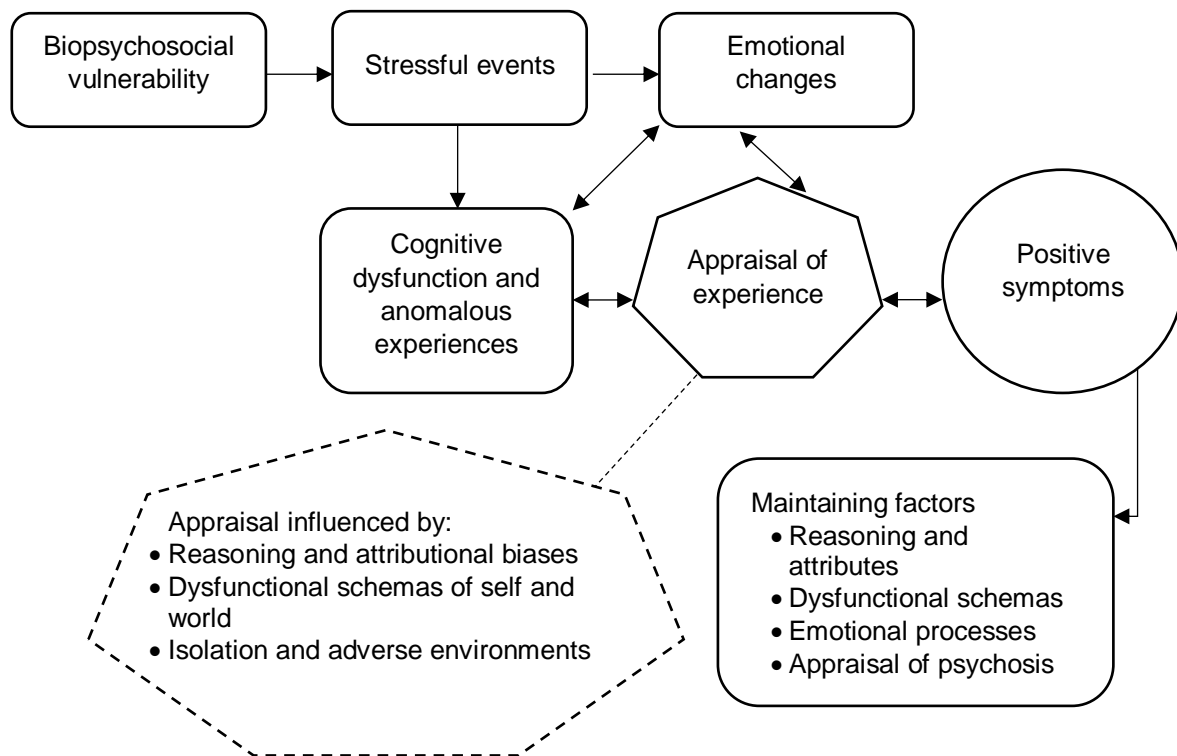 Biopsychosocial
vulnerability
Stressful events
Emotional
changes
Cognitive
dysfunction and
anomalous
experiences
Appraisal of
experience
Positive
symptoms
Appraisal influenced by:
• Reasoning and attributional biases
• Dysfunctional schemas of self and
world
• Isolation and adverse environments
Maintaining factors
• Reasoning and
attributes
• Dysfunctional schemas
• Emotional processes
• Appraisal of psychosis